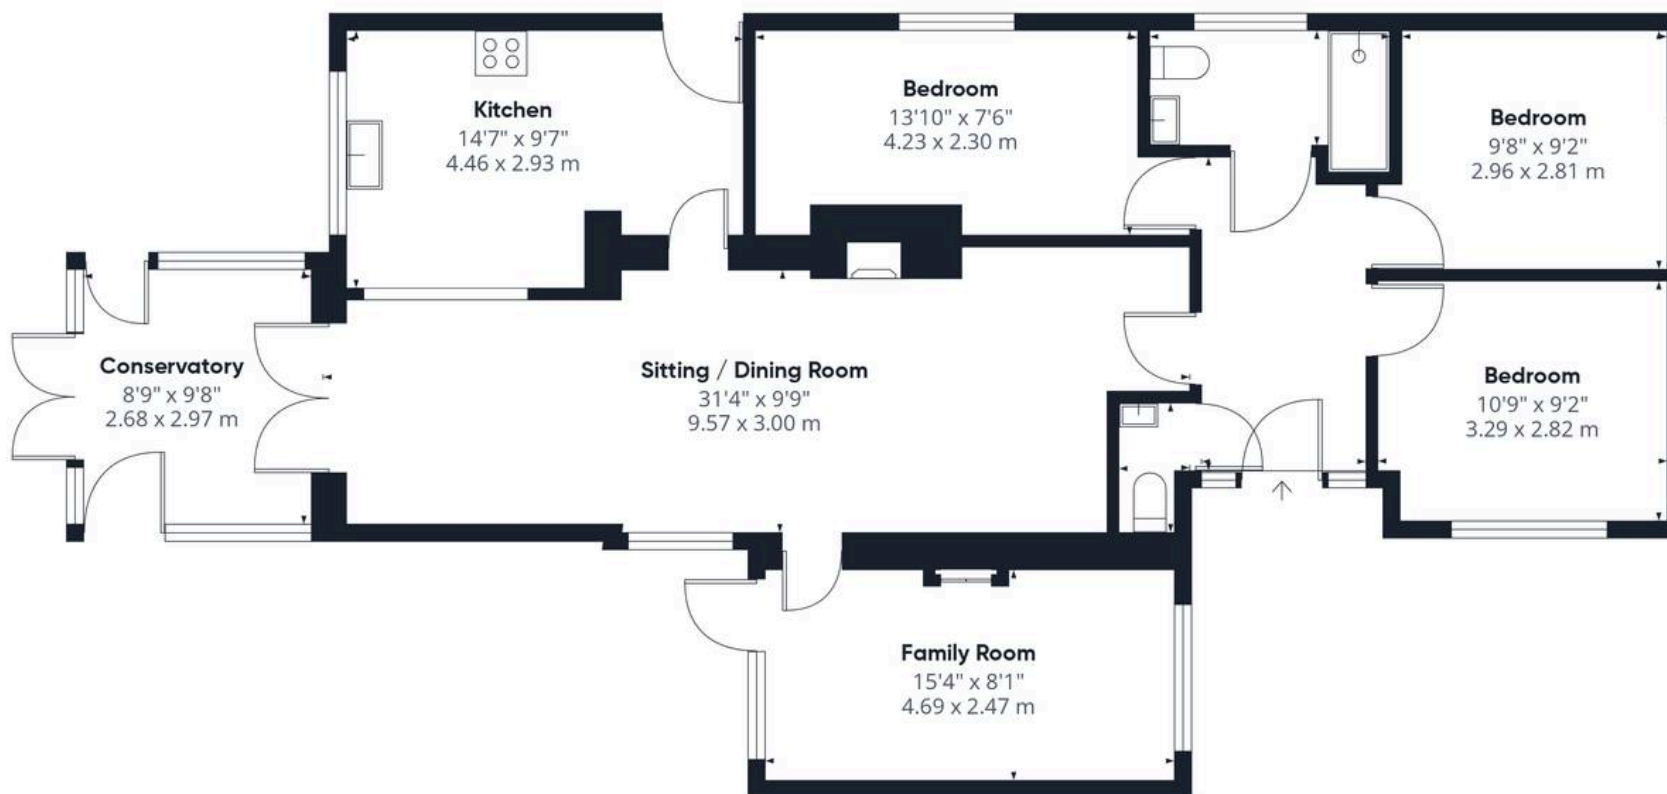 Kitchen
14'7" x 9'7"
4.46 x 2.93 m
Bedroom
13'10" x 7'6"
4.23 x 2.30 m
Bedroom
9'8" x 9'2"
2.96 x 2.81 m
Conservatory
8'9" x 9'8"
2.68 x 2.97 m
Sitting / Dining Room
31'4" x 9'9"
9.57 x 3.00 m
Bedroom
10'9" x 9'2"
3.29 x 2.82 m
Family Room
15'4" x 8'1"
4.69 x 2.47 m